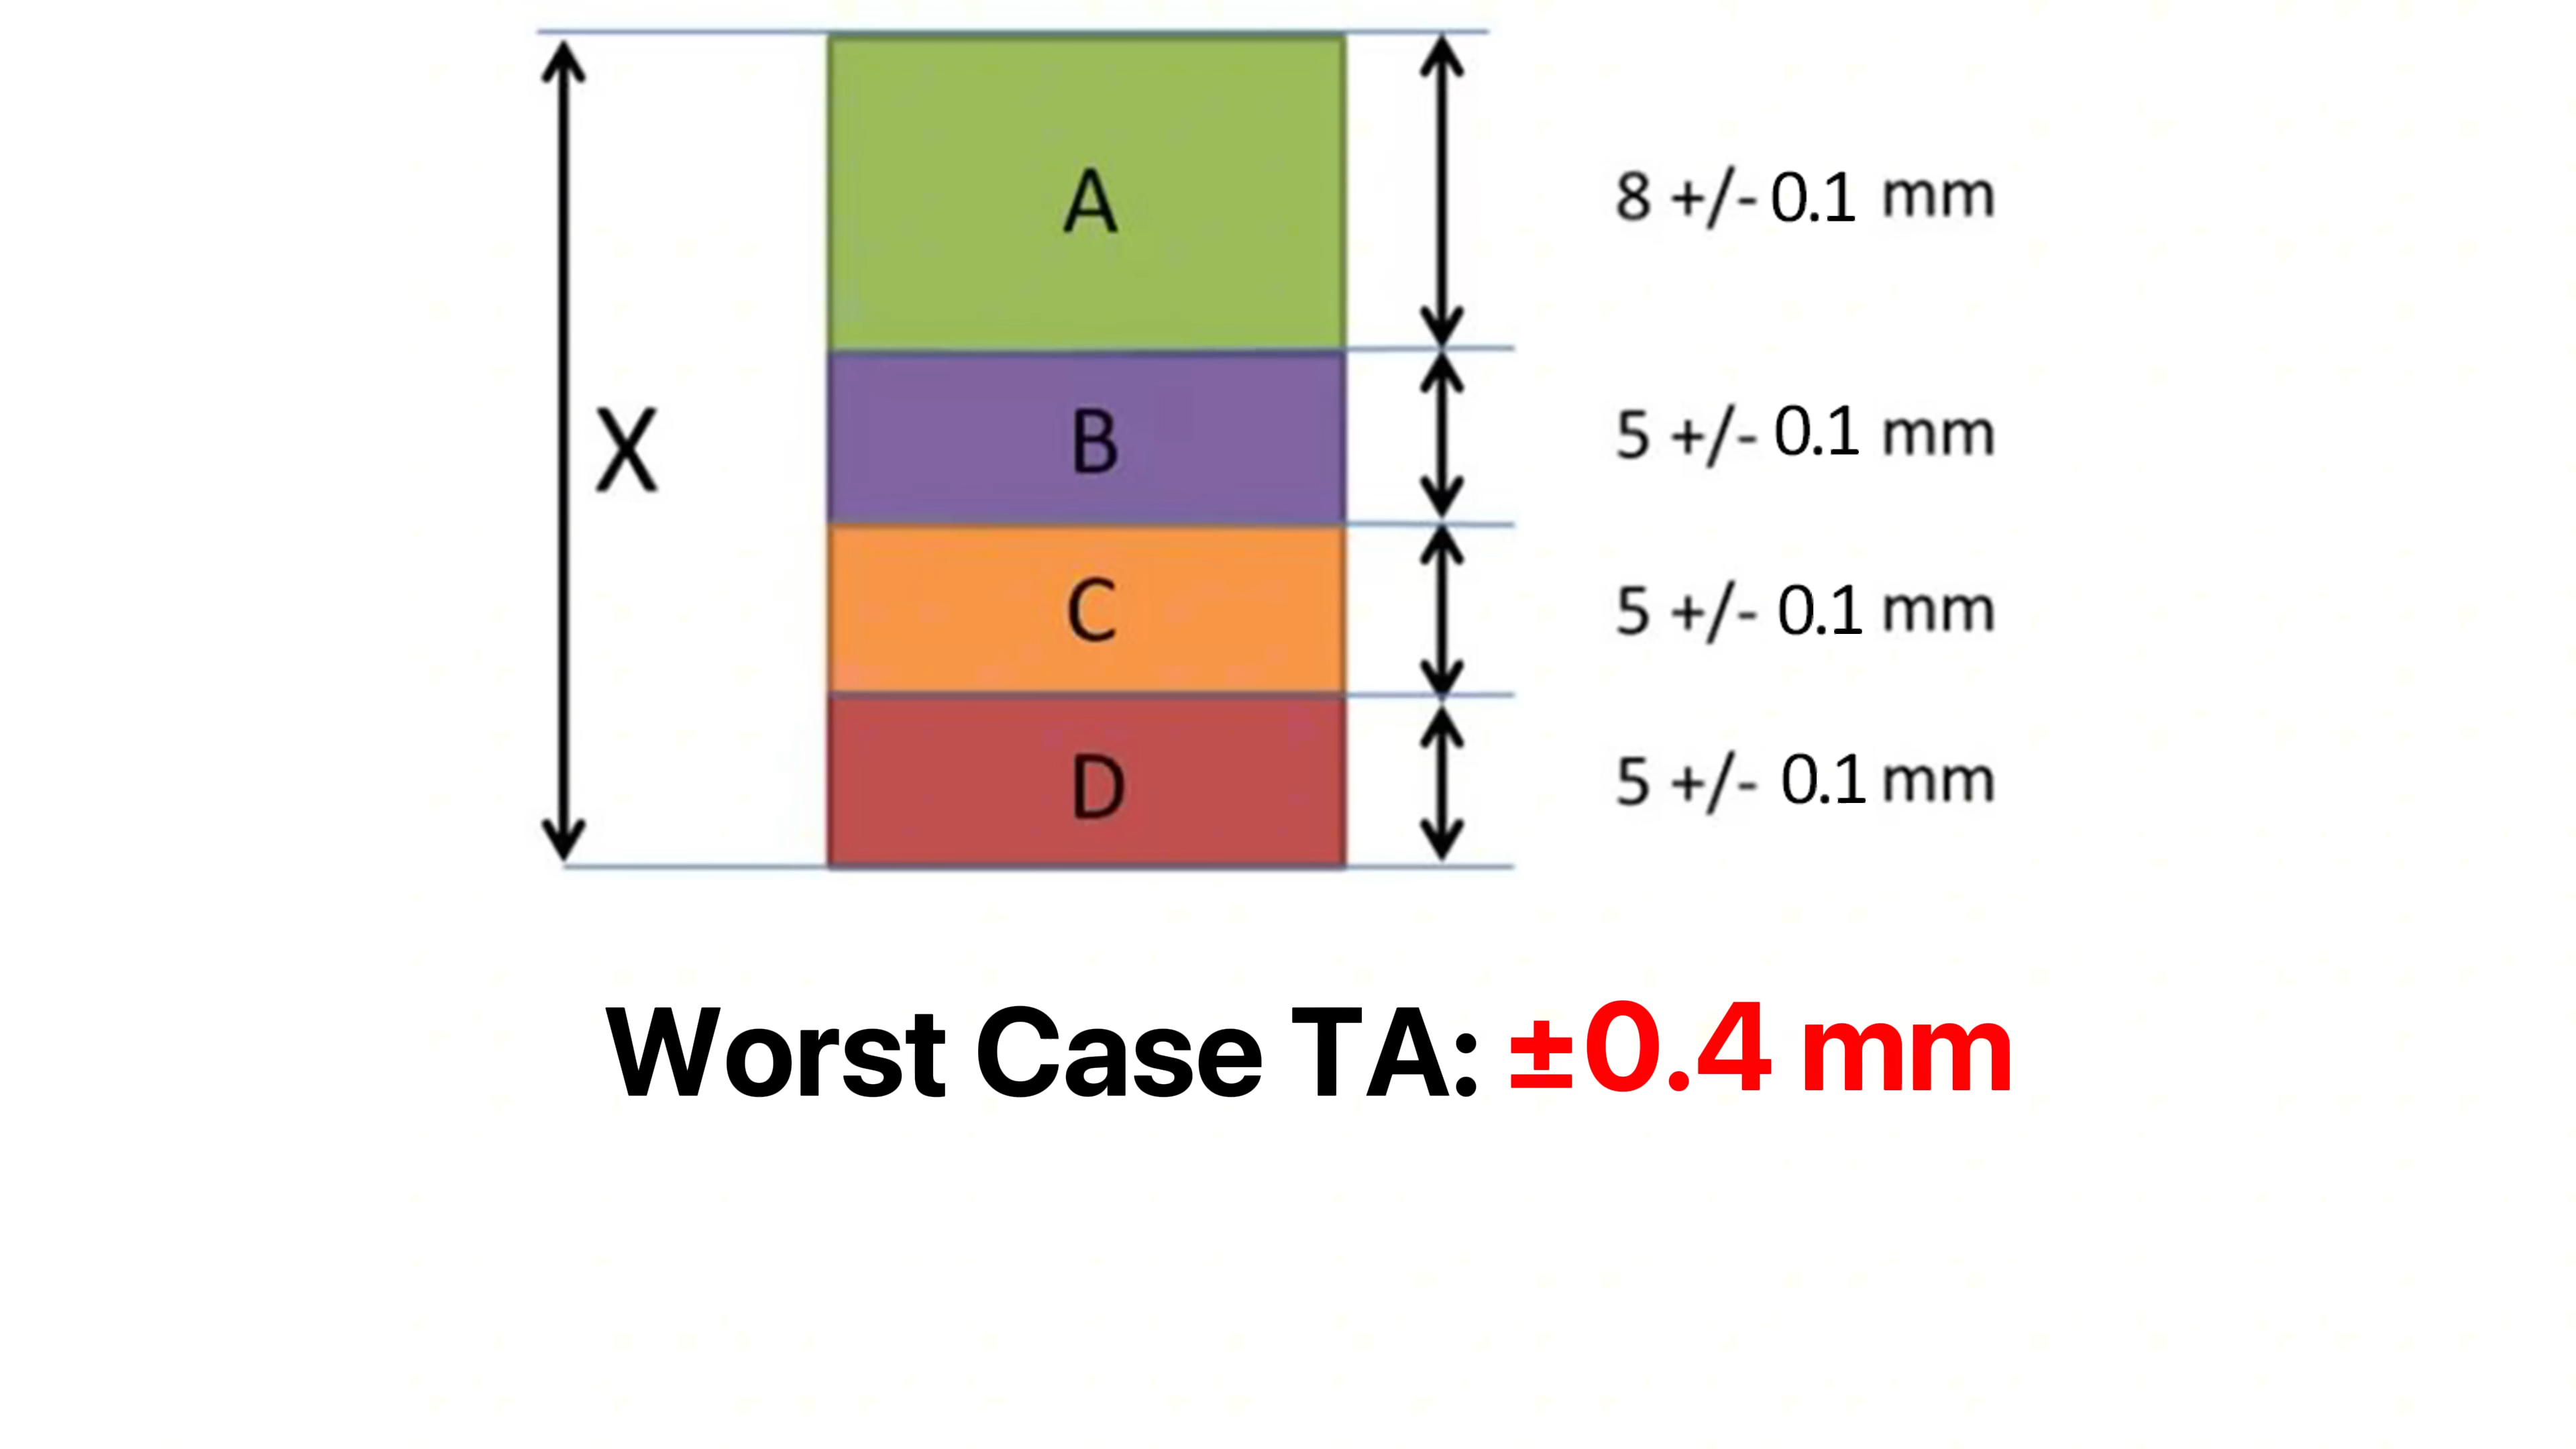 A
8 +/- 0.1 mm
X
B
5 +/- 0.1 mm
C
5 +/- 0.1 mm
D
5 +/- 0.1 mm
Worst Case TA: ±0.4 mm